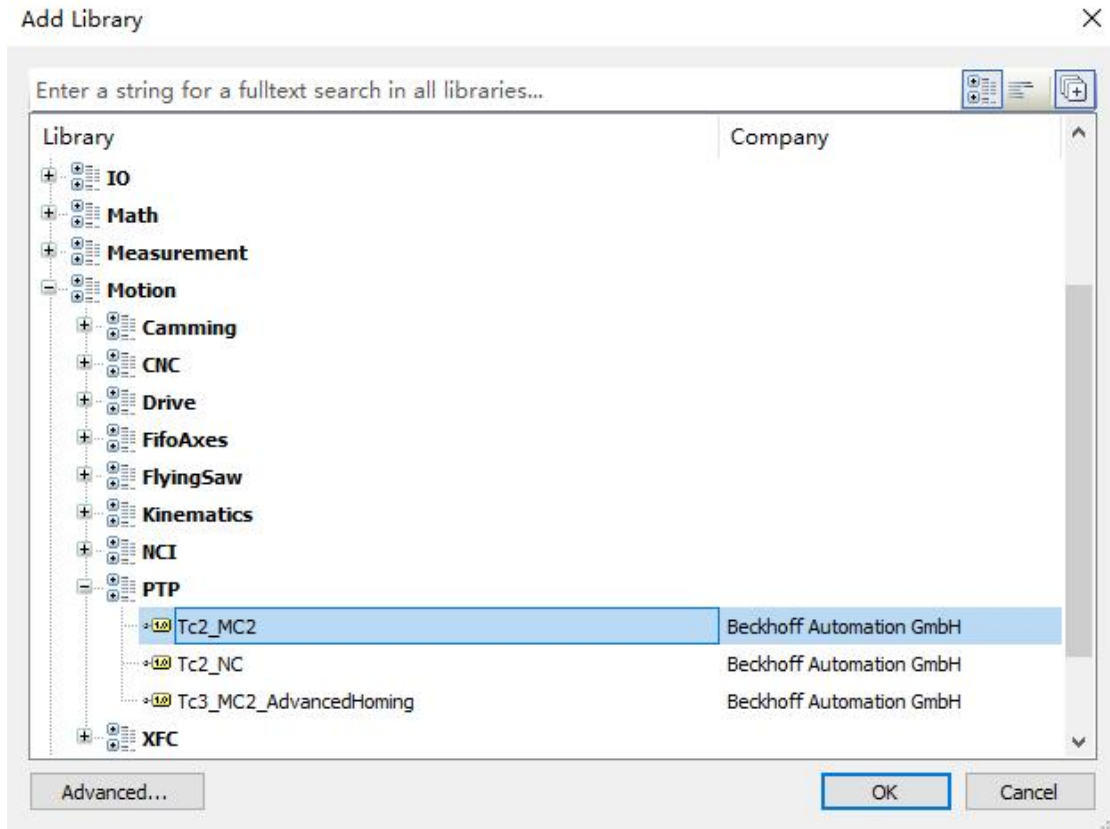 Add Library
Enter a string for a fulltext search in all libraries...
Library Company
IO
Math
Measurement
Motion
Camming
CNC
Drive
FifoAxes
FlyingSaw
Kinematics
NCI
PTP
Tc2_MC2 Beckhoff Automation GmbH
Tc2_NC Beckhoff Automation GmbH
Tc3_MC2_AdvancedHoming Beckhoff Automation GmbH
XFC
Advanced... OK Cancel